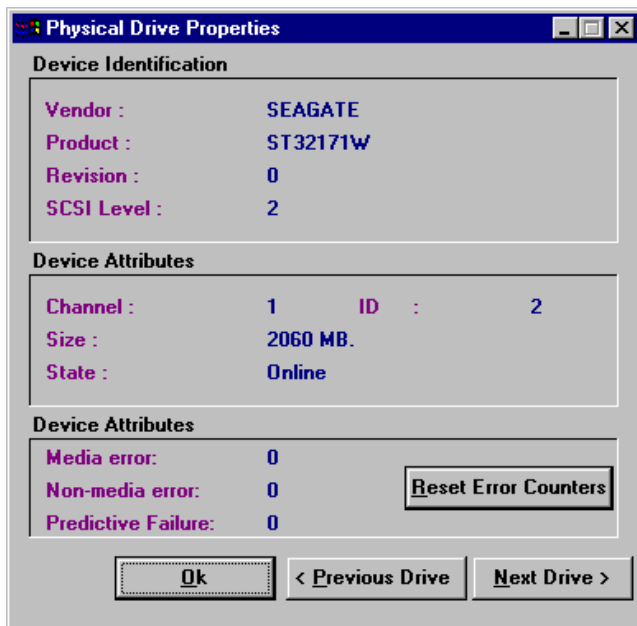 Physical Drive Properties
Device Identification
Vendor : SEAGATE
Product : ST32171W
Revision : 0
SCSI Level : 2
Device Attributes
Channel : 1 ID : 2
Size : 2060 MB.
State : Online
Device Attributes
Media error: 0
Non-media error: 0
Reset Error Counters
Predictive Failure: 0
Ok < Previous Drive Next Drive >